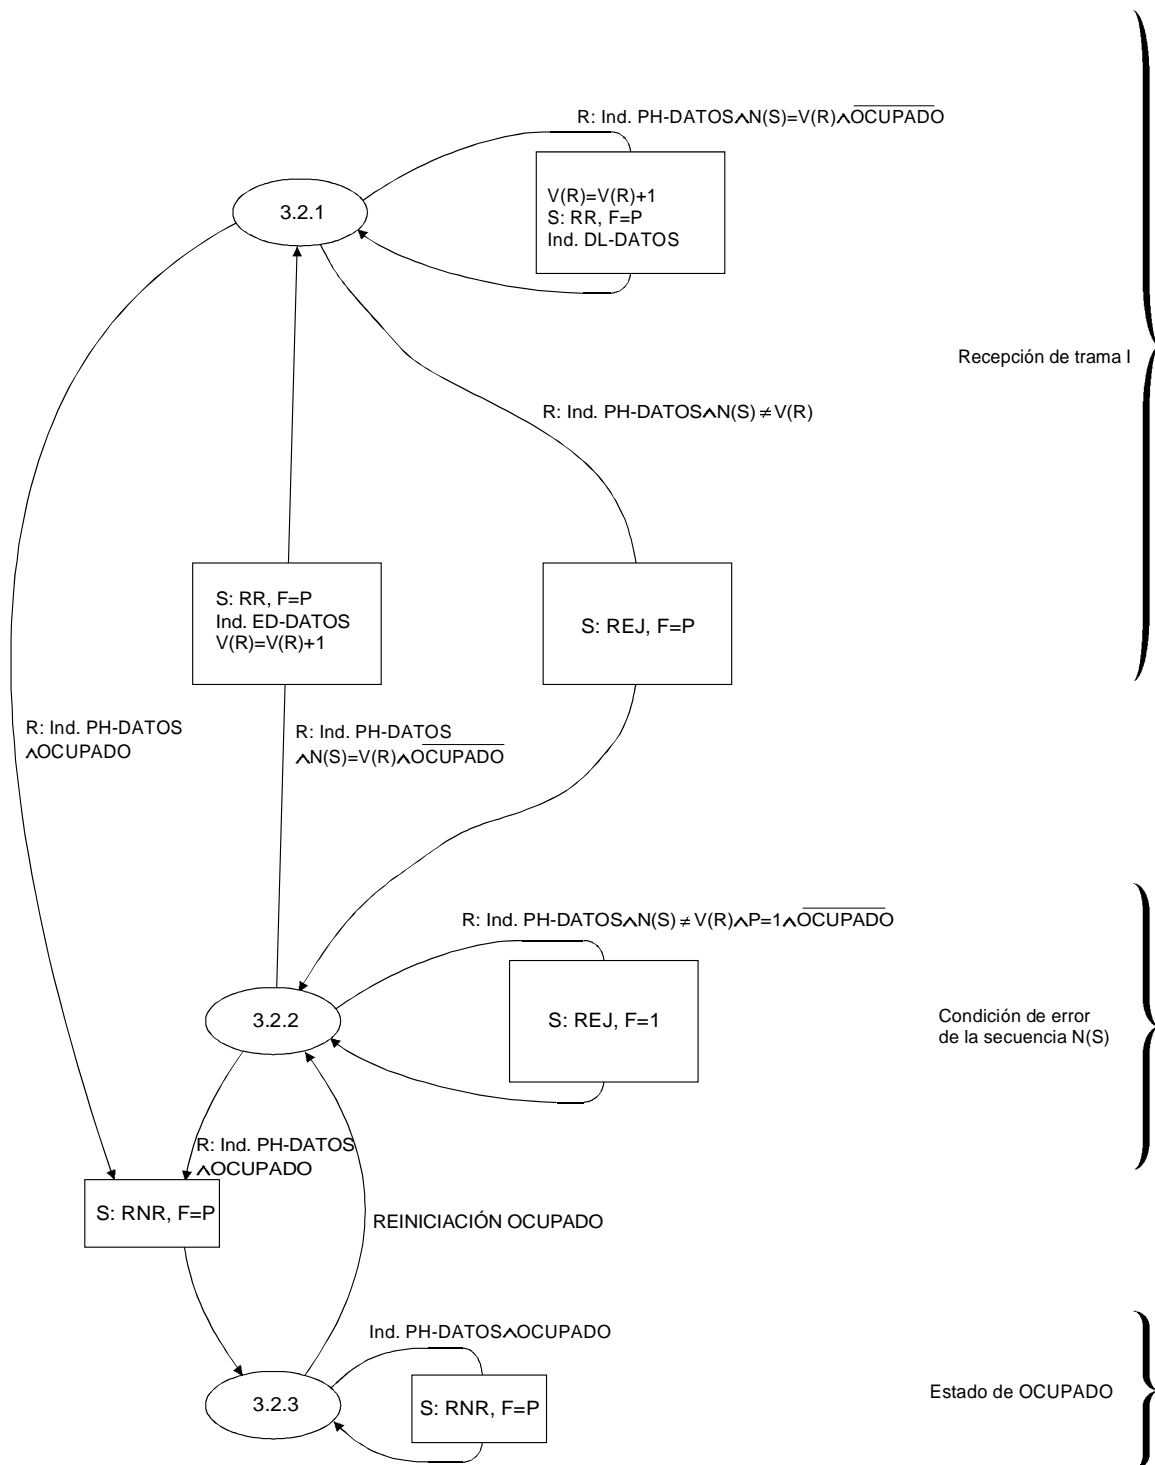 R: Ind. PH-DATOS∧N(S)=V(R)∧O̅C̅U̅P̅A̅D̅O̅
3.2.1
V(R)=V(R)+1
S: RR, F=P
Ind. DL-DATOS
Recepción de trama I
R: Ind. PH-DATOS∧N(S)≠V(R)
S: RR, F=P
Ind. ED-DATOS
V(R)=V(R)+1
S: REJ, F=P
R: Ind. PH-DATOS
∧OCUPADO
R: Ind. PH-DATOS
∧N(S)=V(R)∧O̅C̅U̅P̅A̅D̅O̅
R: Ind. PH-DATOS∧N(S)≠V(R)∧P=1∧O̅C̅U̅P̅A̅D̅O̅
3.2.2
S: REJ, F=1
Condición de error
de la secuencia N(S)
R: Ind. PH-DATOS
∧OCUPADO
S: RNR, F=P
REINICIACIÓN OCUPADO
Ind. PH-DATOS∧OCUPADO
3.2.3
S: RNR, F=P
Estado de OCUPADO